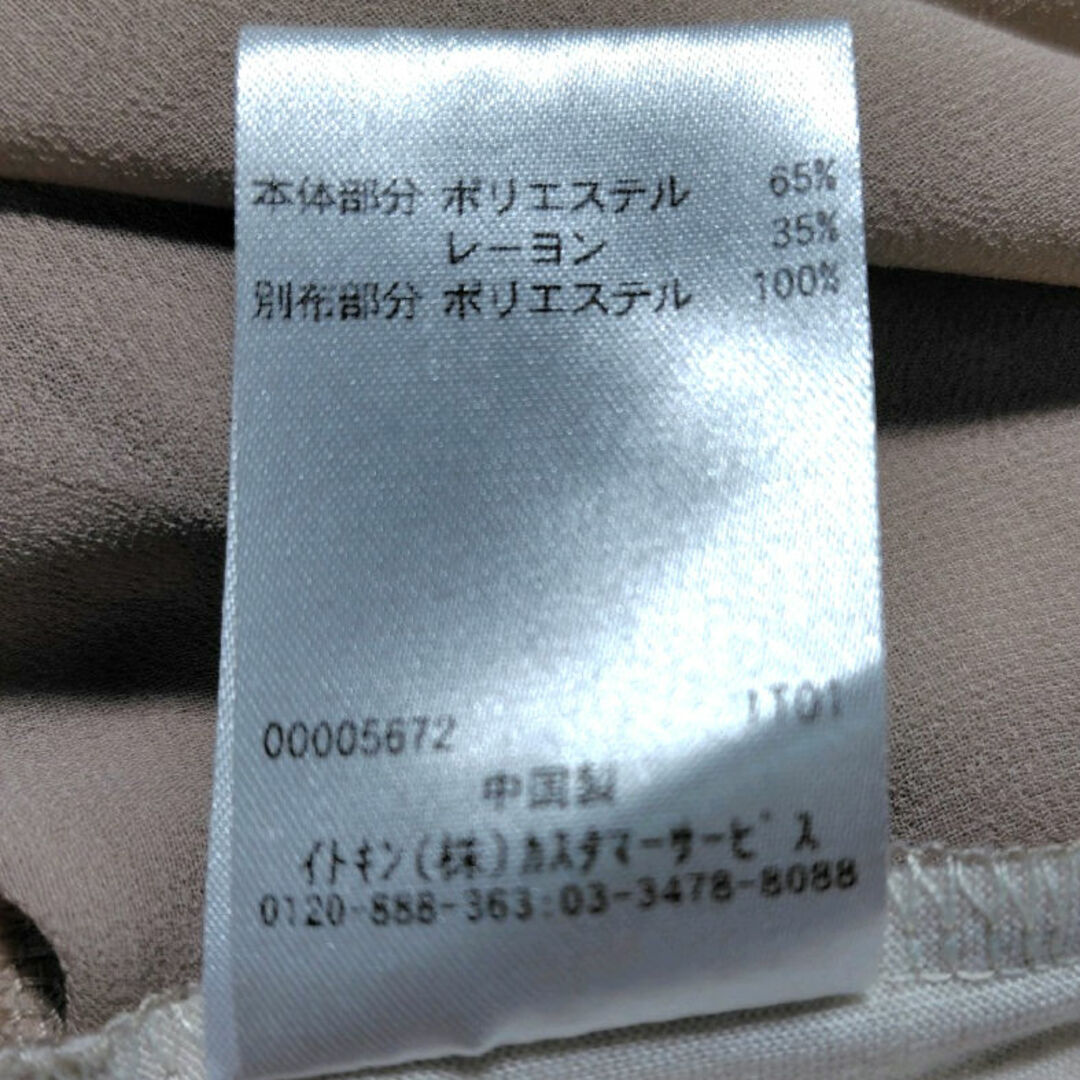 本体部分 ポリエステル 65%
レーヨン 35%
別布部分 ポリエステル 100%
00005672
中国製
イトキン(株)カスタマーサービス
0120-888-363:03-3478-8088